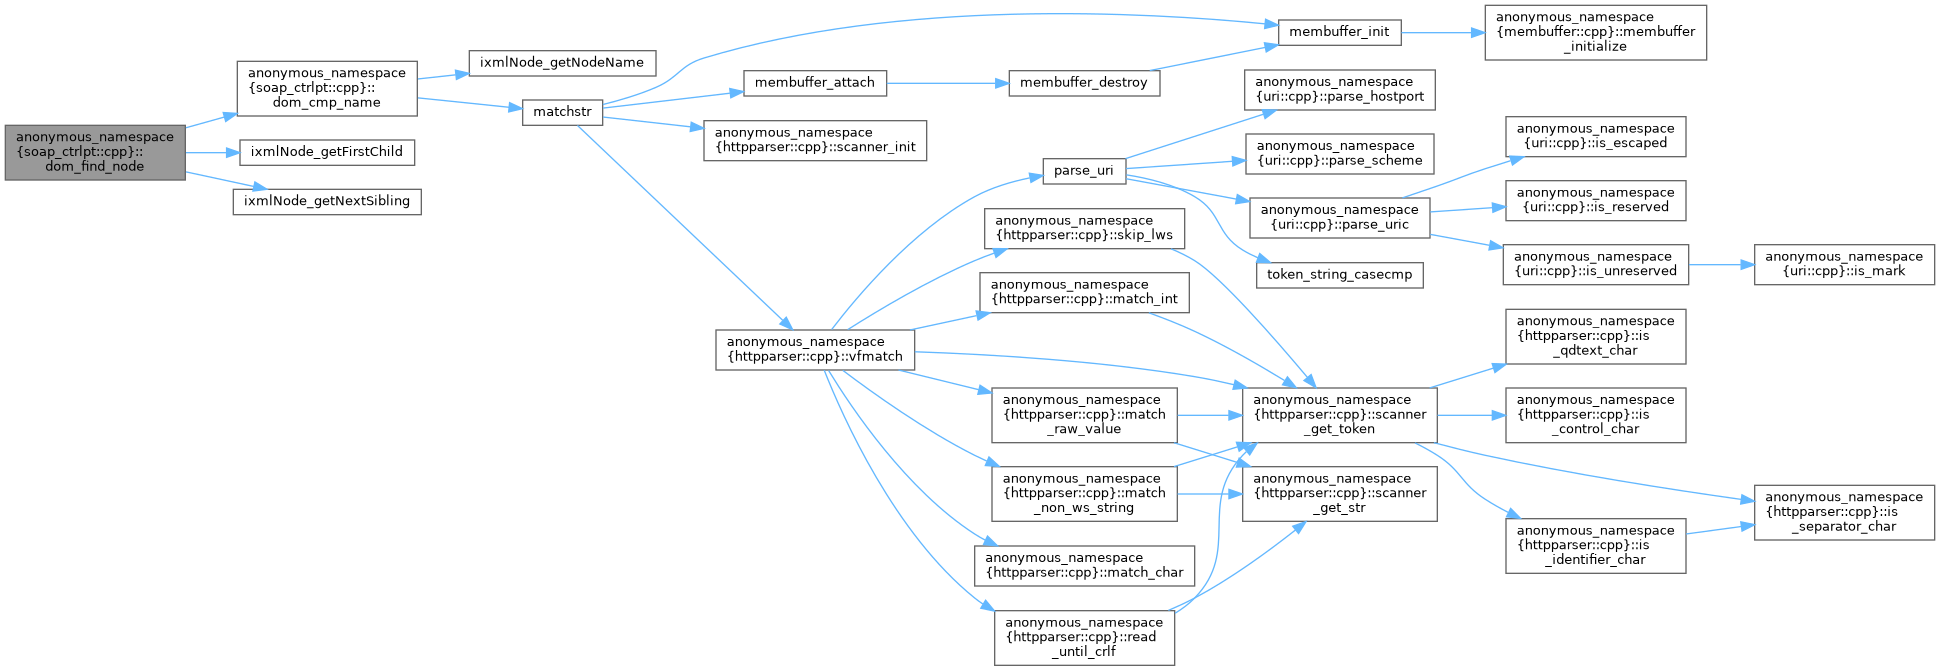 anonymous_namespace
{soap_ctrlpt::cpp}::
dom_find_node
anonymous_namespace
{soap_ctrlpt::cpp}::
dom_cmp_name
ixmlNode_getFirstChild
ixmlNode_getNextSibling
ixmlNode_getNodeName
matchstr
membuffer_attach
anonymous_namespace
{httpparser::cpp}::scanner_init
anonymous_namespace
{httpparser::cpp}::vfmatch
membuffer_destroy
parse_uri
anonymous_namespace
{httpparser::cpp}::skip_lws
anonymous_namespace
{httpparser::cpp}::match_int
anonymous_namespace
{httpparser::cpp}::match
_raw_value
anonymous_namespace
{httpparser::cpp}::match
_non_ws_string
anonymous_namespace
{httpparser::cpp}::match_char
anonymous_namespace
{httpparser::cpp}::read
_until_crlf
membuffer_init
anonymous_namespace
{uri::cpp}::parse_hostport
anonymous_namespace
{uri::cpp}::parse_scheme
anonymous_namespace
{uri::cpp}::parse_uric
token_string_casecmp
anonymous_namespace
{httpparser::cpp}::scanner
_get_token
anonymous_namespace
{httpparser::cpp}::scanner
_get_str
anonymous_namespace
{membuffer::cpp}::membuffer
_initialize
anonymous_namespace
{uri::cpp}::is_escaped
anonymous_namespace
{uri::cpp}::is_reserved
anonymous_namespace
{uri::cpp}::is_unreserved
anonymous_namespace
{httpparser::cpp}::is
_qdtext_char
anonymous_namespace
{httpparser::cpp}::is
_control_char
anonymous_namespace
{httpparser::cpp}::is
_identifier_char
anonymous_namespace
{uri::cpp}::is_mark
anonymous_namespace
{httpparser::cpp}::is
_separator_char